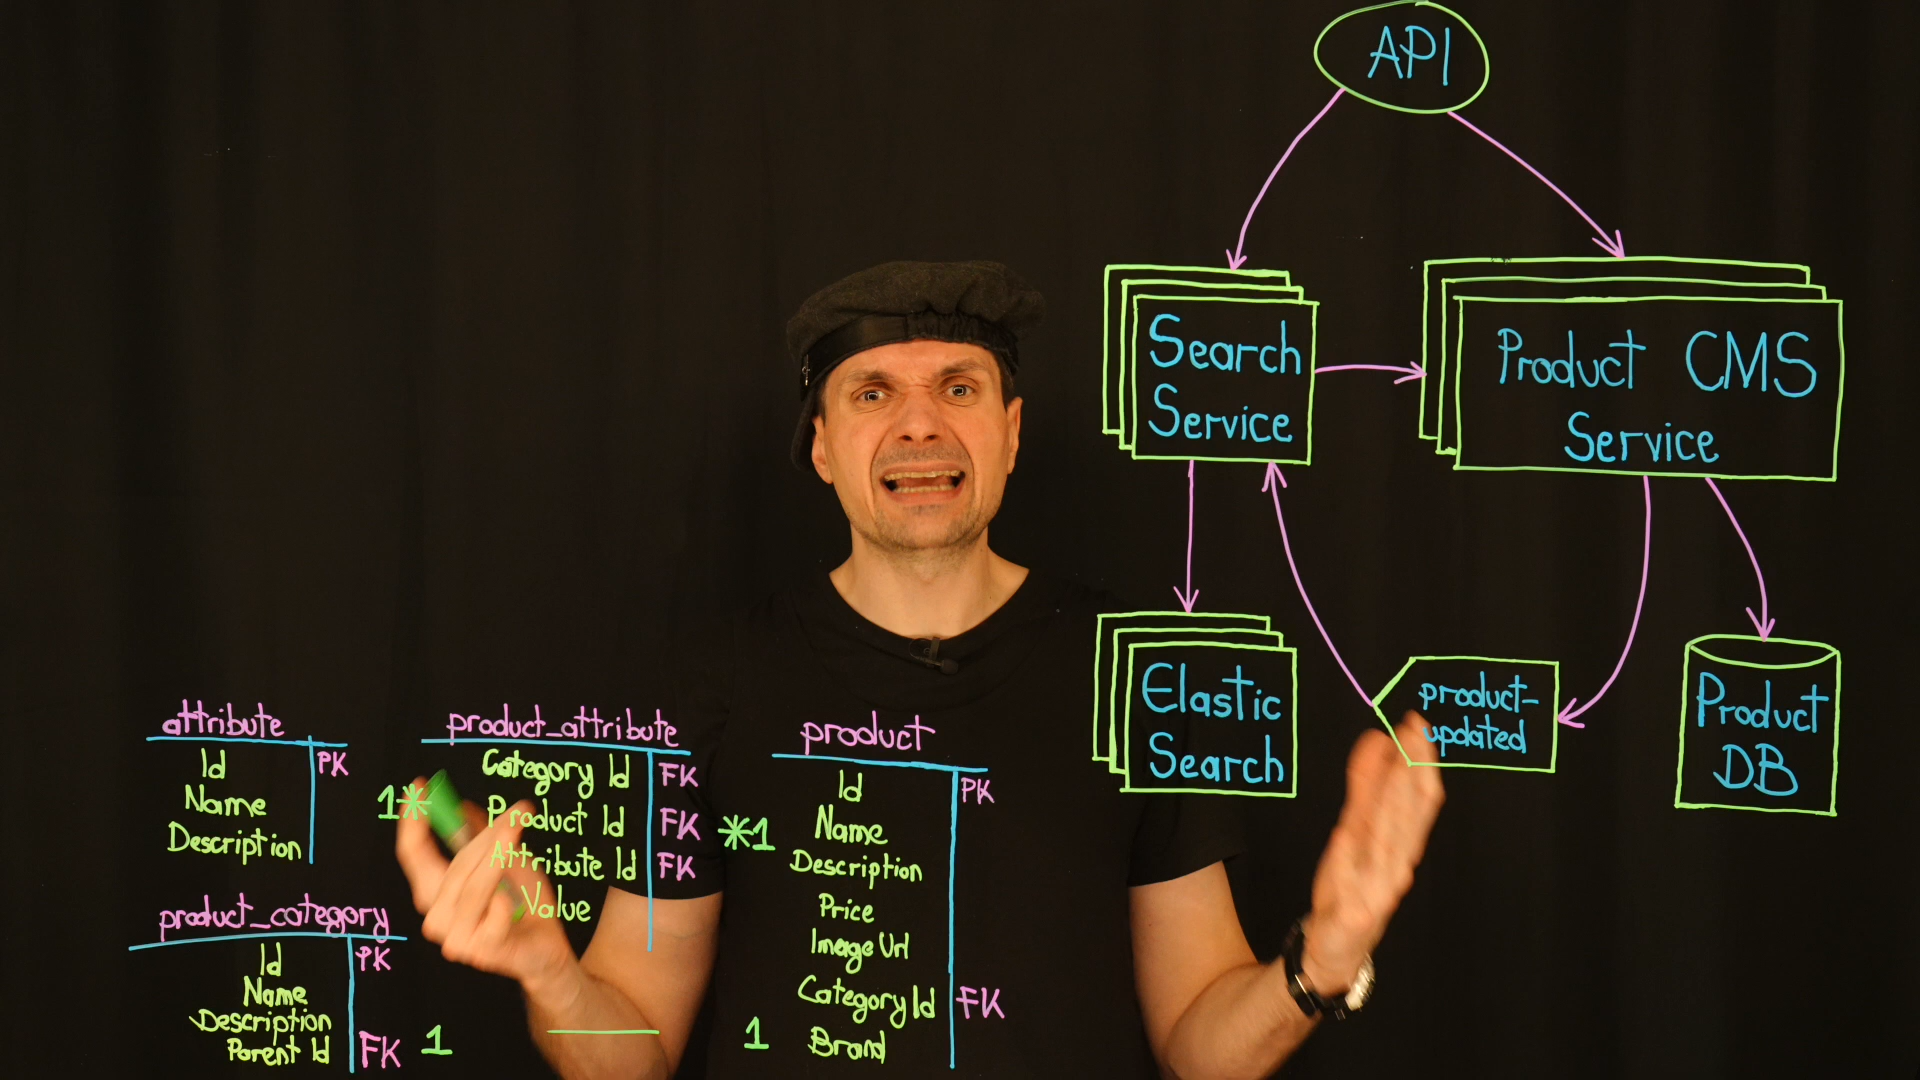 API
Search
Service
Product CMS
Service
Elastic
Search
product-
updated
Product
DB
attribute
Id PK
Name
Description
product_attribute
Category Id FK
Product Id FK
Attribute Id FK
Value
product
Id PK
Name
Description
Price
Image Url
Category Id FK
Brand
product_category
Id PK
Name
Description
Parent Id FK
1*
*1
1
1